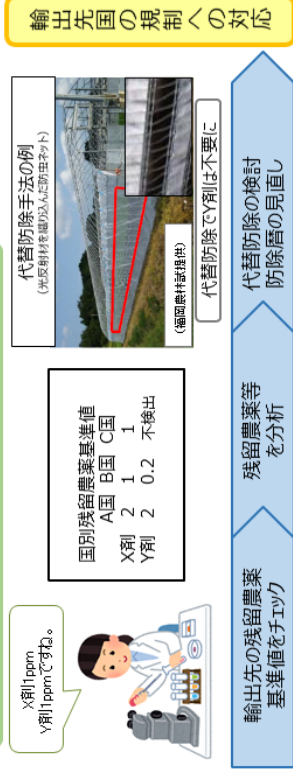 輸出先国の規制への対応
X剤1ppm
Y剤1ppmですね。
国別残留農薬基準値
A国 B国 C国
X剤 2 1 1
Y剤 2 0.2 不検出
代替防除手法の例
(光反射材を織り込んだ防虫ネット)
(福岡農林試提供)
代替防除でY剤は不要に
輸出先の残留農薬
基準値をチェック
残留農薬等
を分析
代替防除の検討
防除暦の見直し